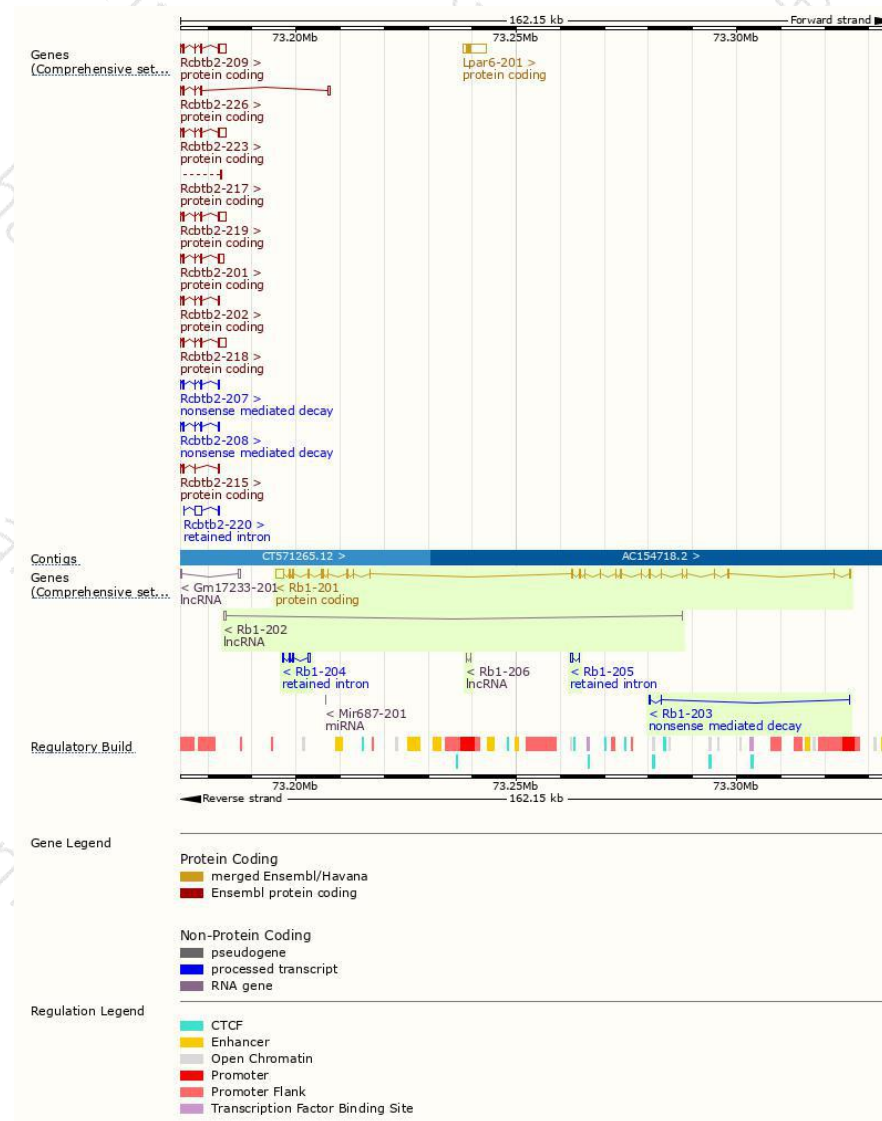 162.15 kb
Forward strand
73.20Mb
73.25Mb
73.30Mb
Genes
(Comprehensive set...
Rcbtb2-209 >
protein coding
Lpar6-201 >
protein coding
Rcbtb2-226 >
protein coding
Rcbtb2-223 >
protein coding
Rcbtb2-217 >
protein coding
Rcbtb2-219 >
protein coding
Rcbtb2-201 >
protein coding
Rcbtb2-202 >
protein coding
Rcbtb2-218 >
protein coding
Rcbtb2-207 >
nonsense mediated decay
Rcbtb2-208 >
nonsense mediated decay
Rcbtb2-215 >
protein coding
Rcbtb2-220 >
retained intron
Contigs
CT571265.12 >
AC154718.2 >
Genes
(Comprehensive set...
< Gm17233-201
lncRNA
< Rb1-201
protein coding
< Rb1-202
lncRNA
< Rb1-204
retained intron
< Rb1-206
lncRNA
< Rb1-205
retained intron
< Mir687-201
miRNA
< Rb1-203
nonsense mediated decay
Regulatory Build
73.20Mb
73.25Mb
73.30Mb
Reverse strand
162.15 kb
Gene Legend
Protein Coding
merged Ensembl/Havana
Ensembl protein coding
Non-Protein Coding
pseudogene
processed transcript
RNA gene
Regulation Legend
CTCF
Enhancer
Open Chromatin
Promoter
Promoter Flank
Transcription Factor Binding Site